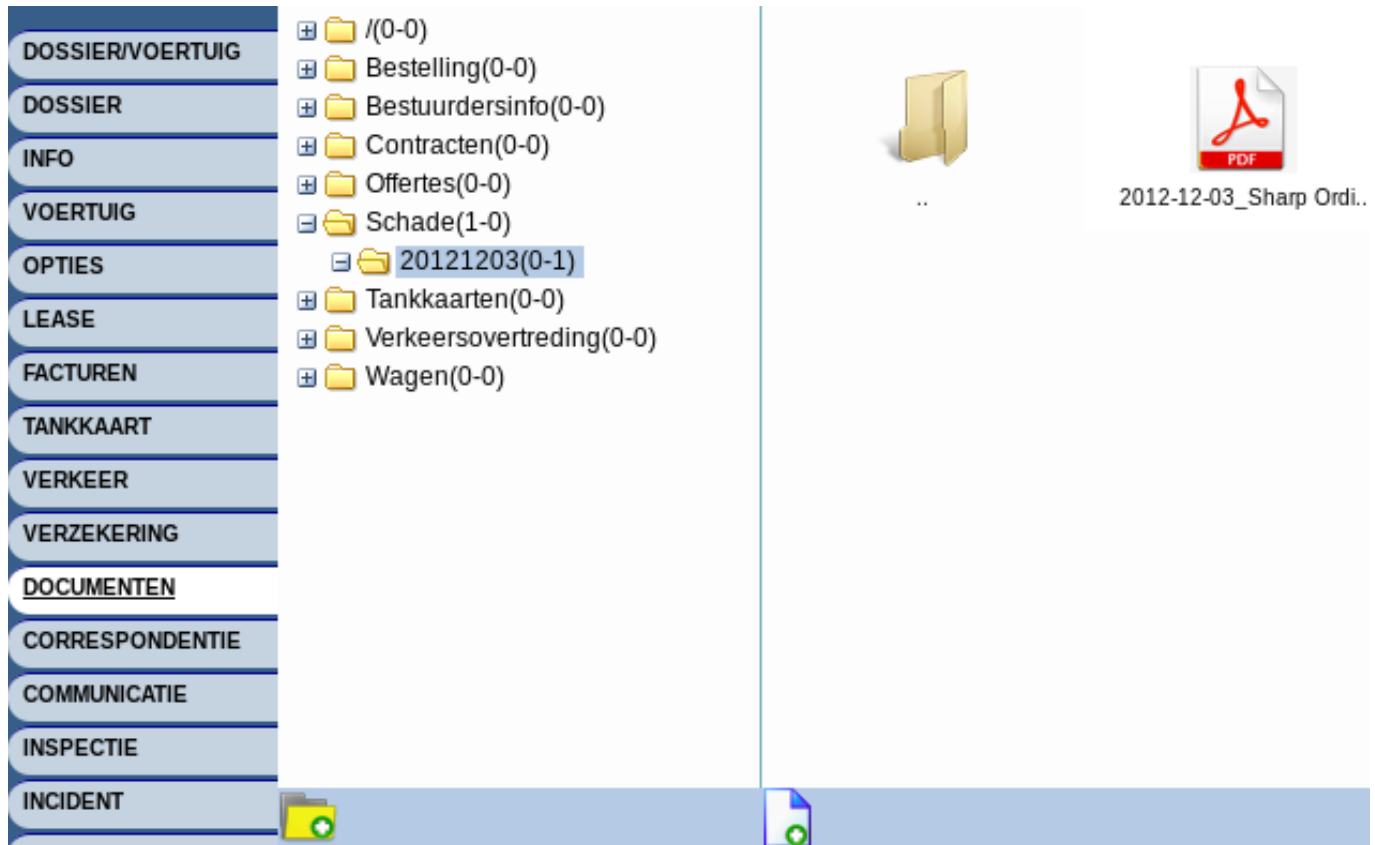 DOSSIER/VOERTUIG
DOSSIER
INFO
VOERTUIG
OPTIES
LEASE
FACTUREN
TANKKAART
VERKEER
VERZEKERING
DOCUMENTEN
CORRESPONDENTIE
COMMUNICATIE
INSPECTIE
INCIDENT
/(0-0)
Bestelling(0-0)
Bestuurdersinfo(0-0)
Contracten(0-0)
Offertes(0-0)
Schade(1-0)
20121203(0-1)
Tankkaarten(0-0)
Verkeersovertreding(0-0)
Wagen(0-0)
..
PDF
2012-12-03_Sharp Ordi..